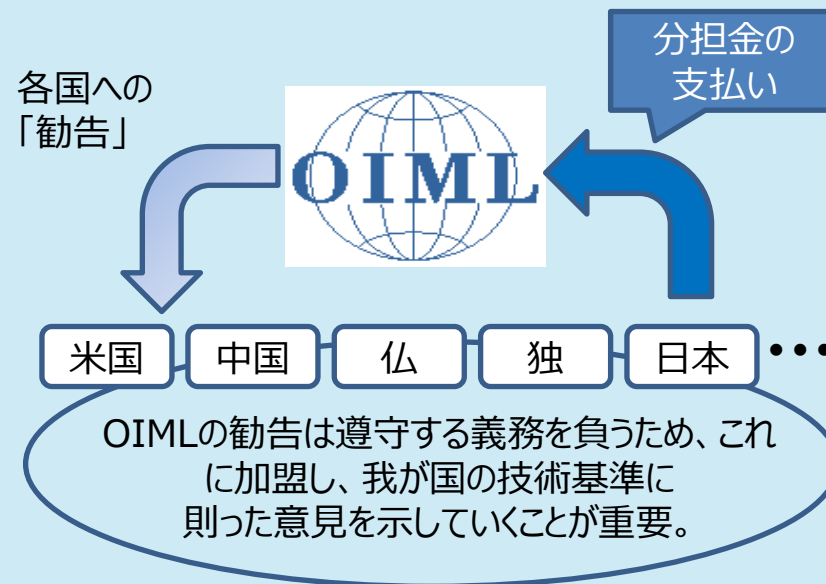 分担金の
支払い
各国への
「勧告」
OIML
米国 中国 仏 独 日本 •••
OIMLの勧告は遵守する義務を負うため、これ
に加盟し、我が国の技術基準に
則った意見を示していくことが重要。